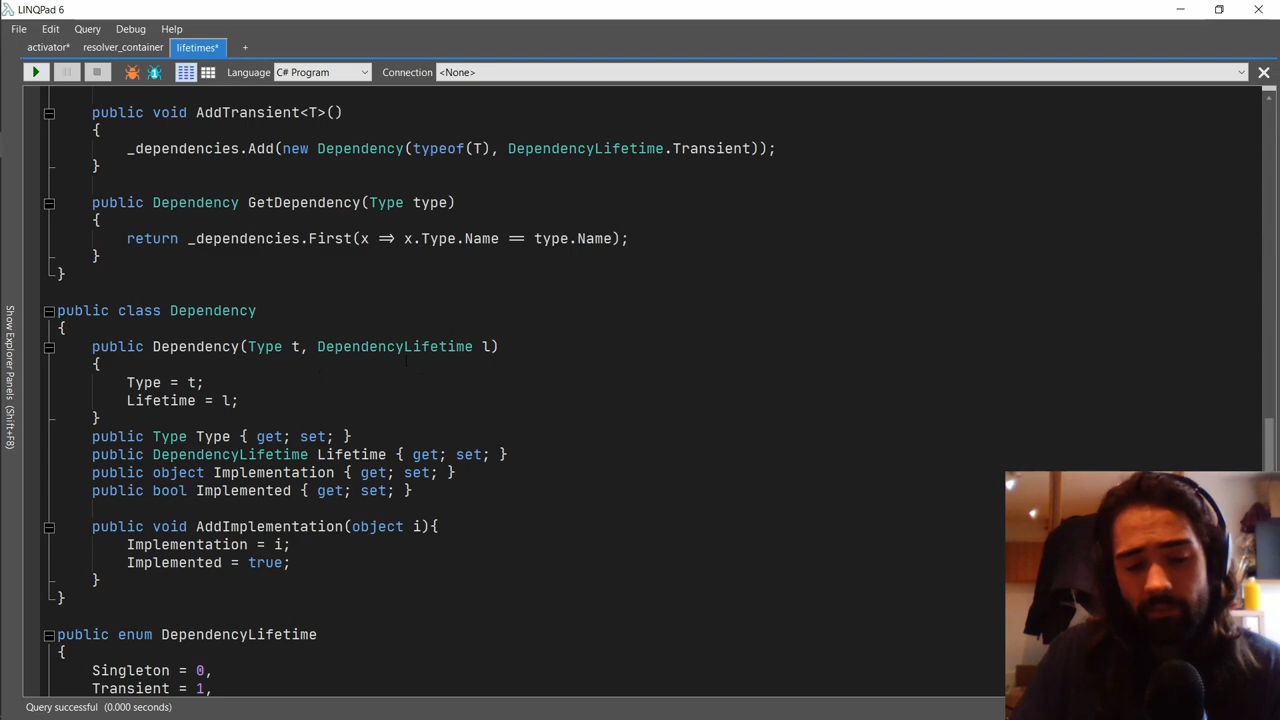 LINQPad 6
File Edit Query Debug Help
activator* resolver_container lifetimes* +
Language C# Program Connection <None>
public void AddTransient<T>()
{
_dependencies.Add(new Dependency(typeof(T), DependencyLifetime.Transient));
}
public Dependency GetDependency(Type type)
{
return _dependencies.First(x => x.Type.Name == type.Name);
}
}
public class Dependency
{
public Dependency(Type t, DependencyLifetime l)
{
Type = t;
Lifetime = l;
}
public Type Type { get; set; }
public DependencyLifetime Lifetime { get; set; }
public object Implementation { get; set; }
public bool Implemented { get; set; }
public void AddImplementation(object i){
Implementation = i;
Implemented = true;
}
}
public enum DependencyLifetime
{
Singleton = 0,
Transient = 1,
Show Explorer Panels (Shift+F8)
Query successful (0.000 seconds)